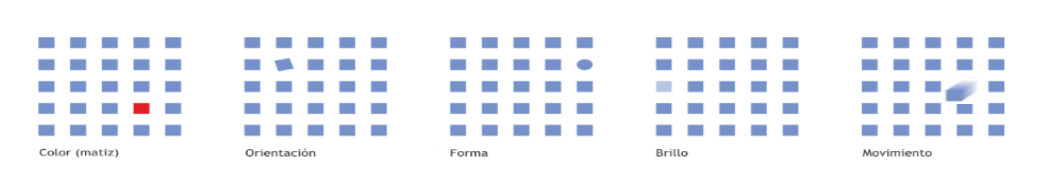 Color (matiz)
Orientación
Forma
Brillo
Movimiento